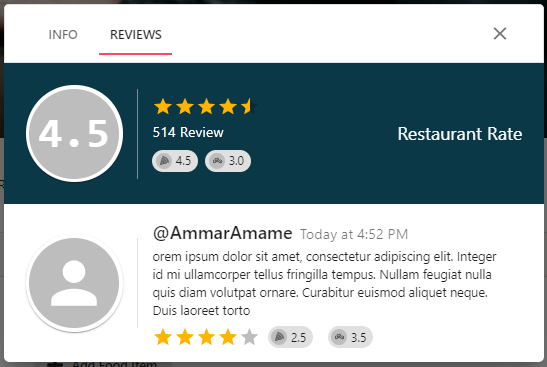 INFO REVIEWS
4.5
514 Review
4.5 3.0
Restaurant Rate
@AmmarAmame Today at 4:52 PM
orem ipsum dolor sit amet, consectetur adipiscing elit. Integer
id mi ullamcorper tellus fringilla tempus. Nullam feugiat nulla
quis diam volutpat ornare. Curabitur euismod aliquet neque.
Duis laoreet torto
2.5 3.5
Add Food Item